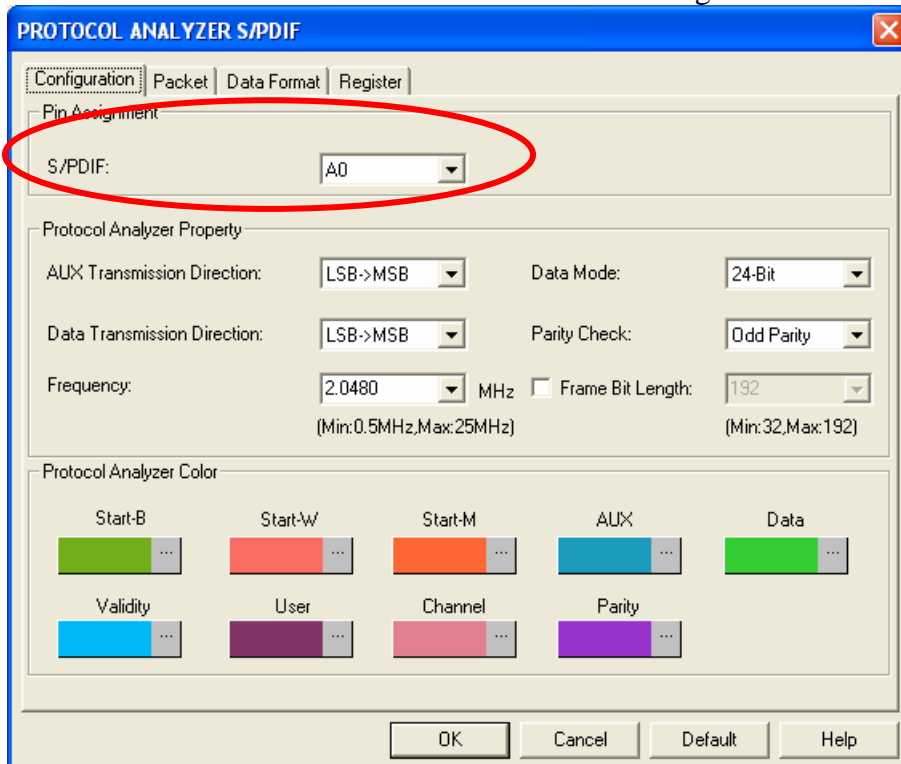 PROTOCOL ANALYZER S/PDIF
Configuration Packet Data Format Register
Pin Assignment
S/PDIF: A0
Protocol Analyzer Property
AUX Transmission Direction: LSB->MSB Data Mode: 24-Bit
Data Transmission Direction: LSB->MSB Parity Check: Odd Parity
Frequency: 2.0480 MHz Frame Bit Length: 192
(Min:0.5MHz,Max:25MHz) (Min:32,Max:192)
Protocol Analyzer Color
Start-B Start-W Start-M AUX Data
... ... ... ... ...
Validity User Channel Parity
... ... ... ...
OK Cancel Default Help